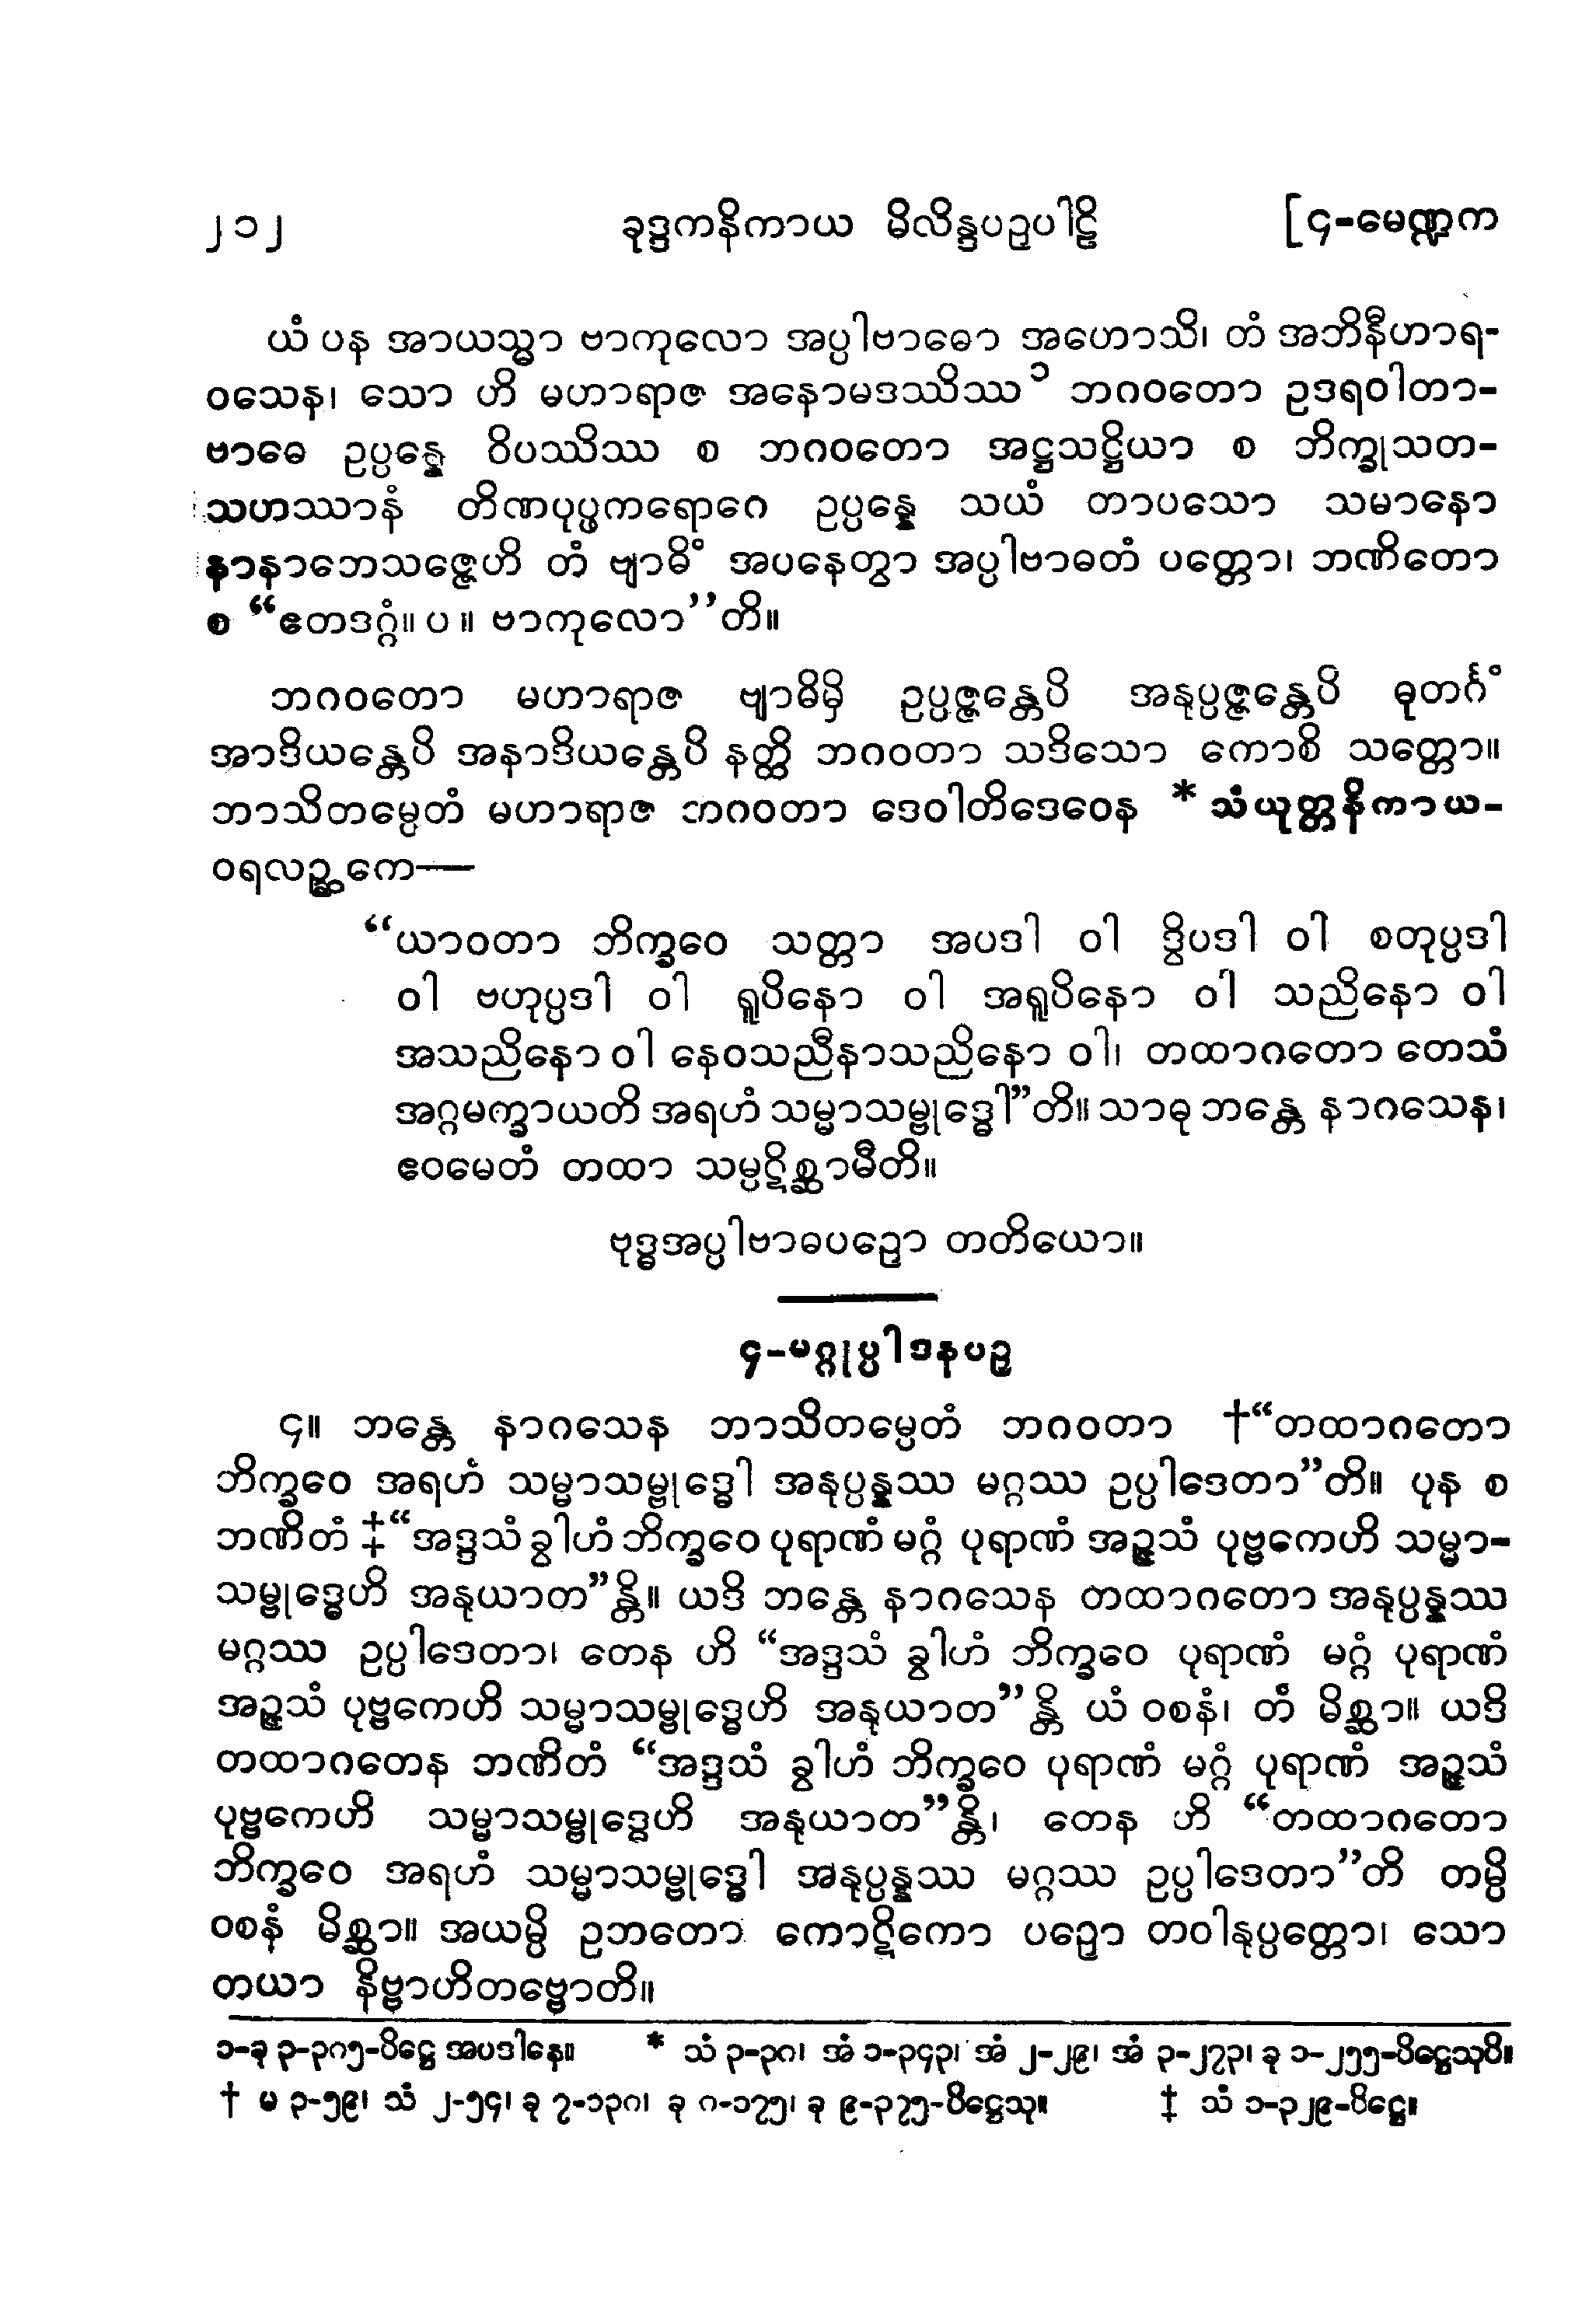 ၂၁၂ ခုဒ္ဒကနိကာယ မိလိန္ဒပဉှပါဠိ [၄-မေဏ္ဍက
ယံ ပန အာယသ္မာ ဗာကုလော အပ္ပါဗာဓော အဟောသိ၊ တံ အဘိနီဟာရ-
ဝသေန၊ သော ဟိ မဟာရာဇ အနောမဒဿိဿ ၁ ဘဂဝတော ဥဒရဝါတာ-
ဗာဓေ ဥပ္ပန္နေ ဝိပဿိဿ စ ဘဂဝတော အဋ္ဌသဋ္ဌိယာ စ ဘိက္ခုသတ-
သဟဿာနံ တိဏပုပ္ဖကရောဂေ ဥပ္ပန္နေ သယံ တာပသော သမာနော
နာနာဘေသဇ္ဇေဟိ တံ ဗျာဓိံ အပနေတွာ အပ္ပါဗာဓတံ ပတ္တော၊ ဘဏိတော
စ “ဧတဒဂ္ဂံ။ ပ ။ ဗာကုလော”တိ။
ဘဂဝတော မဟာရာဇ ဗျာဓိမှိ ဥပ္ပဇ္ဇန္တေပိ အနုပ္ပဇ္ဇန္တေပိ ဓုတင်္ဂံ
အာဒိယန္တေပိ အနာဒိယန္တေပိ နတ္ထိ ဘဂဝတာ သဒိသော ကောစိ သတ္တော။
ဘာသိတမ္ပေတံ မဟာရာဇ ဘဂဝတာ ဒေဝါတိဒေဝေန * သံယုတ္တနိကာယ-
ဝရလဉ္ဆကေ—
“ယာဝတာ ဘိက္ခဝေ သတ္တာ အပဒါ ဝါ ဒွိပဒါ ဝါ စတုပ္ပဒါ
ဝါ ဗဟုပ္ပဒါ ဝါ ရူပိနော ဝါ အရူပိနော ဝါ သညိနော ဝါ
အသညိနော ဝါ နေဝသညီနာသညိနော ဝါ၊ တထာဂတော တေသံ
အဂ္ဂမက္ခာယတိ အရဟံ သမ္မာသမ္ဗုဒ္ဓေါ”တိ။ သာဓု ဘန္တေ နာဂသေန၊
ဧဝမေတံ တထာ သမ္ပဋိစ္ဆာမီတိ။
ဗုဒ္ဓအပ္ပါဗာဓပဉှော တတိယော။
၄-မဂ္ဂုပ္ပါဒနပဉှ
၄။ ဘန္တေ နာဂသေန ဘာသိတမ္ပေတံ ဘဂဝတာ †“တထာဂတော
ဘိက္ခဝေ အရဟံ သမ္မာသမ္ဗုဒ္ဓေါ အနုပ္ပန္နဿ မဂ္ဂဿ ဥပ္ပါဒေတာ”တိ။ ပုန စ
ဘဏိတံ ‡“အဒ္ဒသံ ခွါဟံ ဘိက္ခဝေ ပုရာဏံ မဂ္ဂံ ပုရာဏံ အဉ္ဇသံ ပုဗ္ဗကေဟိ သမ္မာ-
သမ္ဗုဒ္ဓေဟိ အနုယာတ”န္တိ။ ယဒိ ဘန္တေ နာဂသေန တထာဂတော အနုပ္ပန္နဿ
မဂ္ဂဿ ဥပ္ပါဒေတာ၊ တေန ဟိ “အဒ္ဒသံ ခွါဟံ ဘိက္ခဝေ ပုရာဏံ မဂ္ဂံ ပုရာဏံ
အဉ္ဇသံ ပုဗ္ဗကေဟိ သမ္မာသမ္ဗုဒ္ဓေဟိ အနုယာတ”န္တိ ယံ ဝစနံ၊ တံ မိစ္ဆာ။ ယဒိ
တထာဂတေန ဘဏိတံ “အဒ္ဒသံ ခွါဟံ ဘိက္ခဝေ ပုရာဏံ မဂ္ဂံ ပုရာဏံ အဉ္ဇသံ
ပုဗ္ဗကေဟိ သမ္မာသမ္ဗုဒ္ဓေဟိ အနုယာတ”န္တိ၊ တေန ဟိ “တထာဂတော
ဘိက္ခဝေ အရဟံ သမ္မာသမ္ဗုဒ္ဓေါ အနုပ္ပန္နဿ မဂ္ဂဿ ဥပ္ပါဒေတာ”တိ တမ္ပိ
ဝစနံ မိစ္ဆာ။ အယမ္ပိ ဥဘတော ကောဋိကော ပဉှော တဝါနုပ္ပတ္တော၊ သော
တယာ နိဗ္ဗာဟိတဗ္ဗောတိ။
၁-ခု ၃-၃၈၅-ပိဋ္ဌေ အပဒါနေ။ * သံ ၃-၃၈၊ အံ ၁-၃၄၃၊ အံ ၂-၂၉၊ အံ ၃-၂၇၃၊ ခု ၁-၂၅၅-ပိဋ္ဌေသုပိ။
† မ ၃-၅၉၊ သံ ၂-၅၄၊ ခု ၇-၁၃၈၊ ခု ၈-၁၇၅၊ ခု ၉-၃၇၅-ပိဋ္ဌေသု။ ‡ သံ ၁-၃၂၉-ပိဋ္ဌေ။